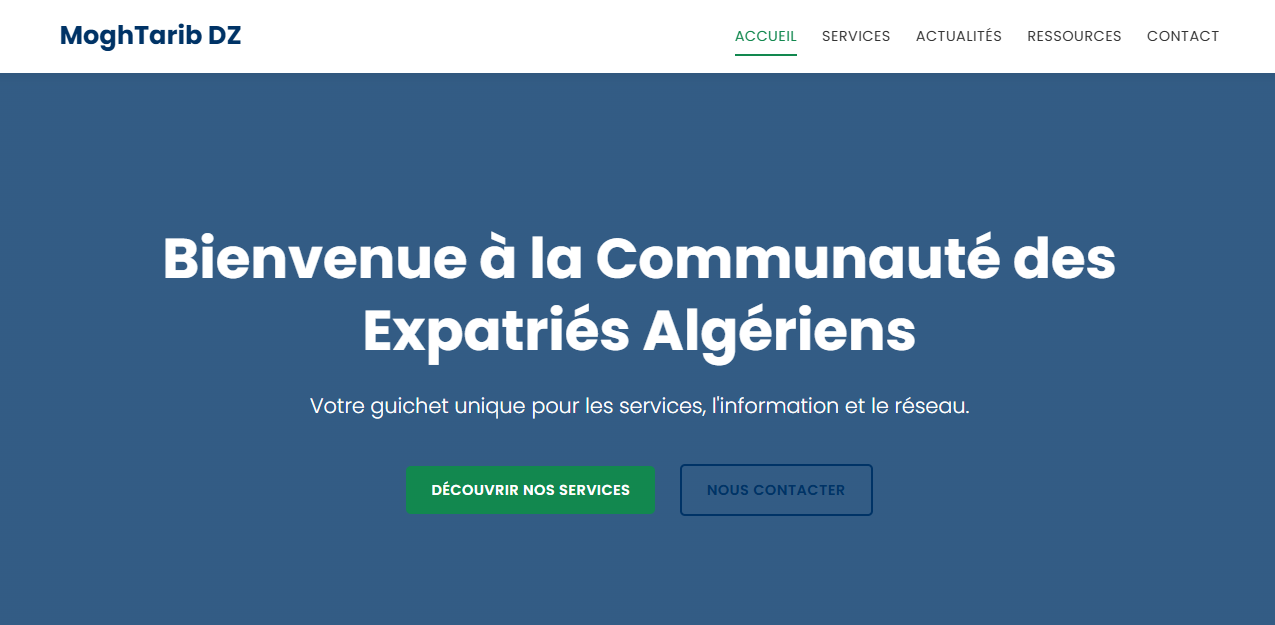 MoghTarib DZ
ACCUEIL SERVICES ACTUALITÉS RESSOURCES CONTACT
Bienvenue à la Communauté des
Expatriés Algériens
Votre guichet unique pour les services, l'information et le réseau.
DÉCOUVRIR NOS SERVICES
NOUS CONTACTER